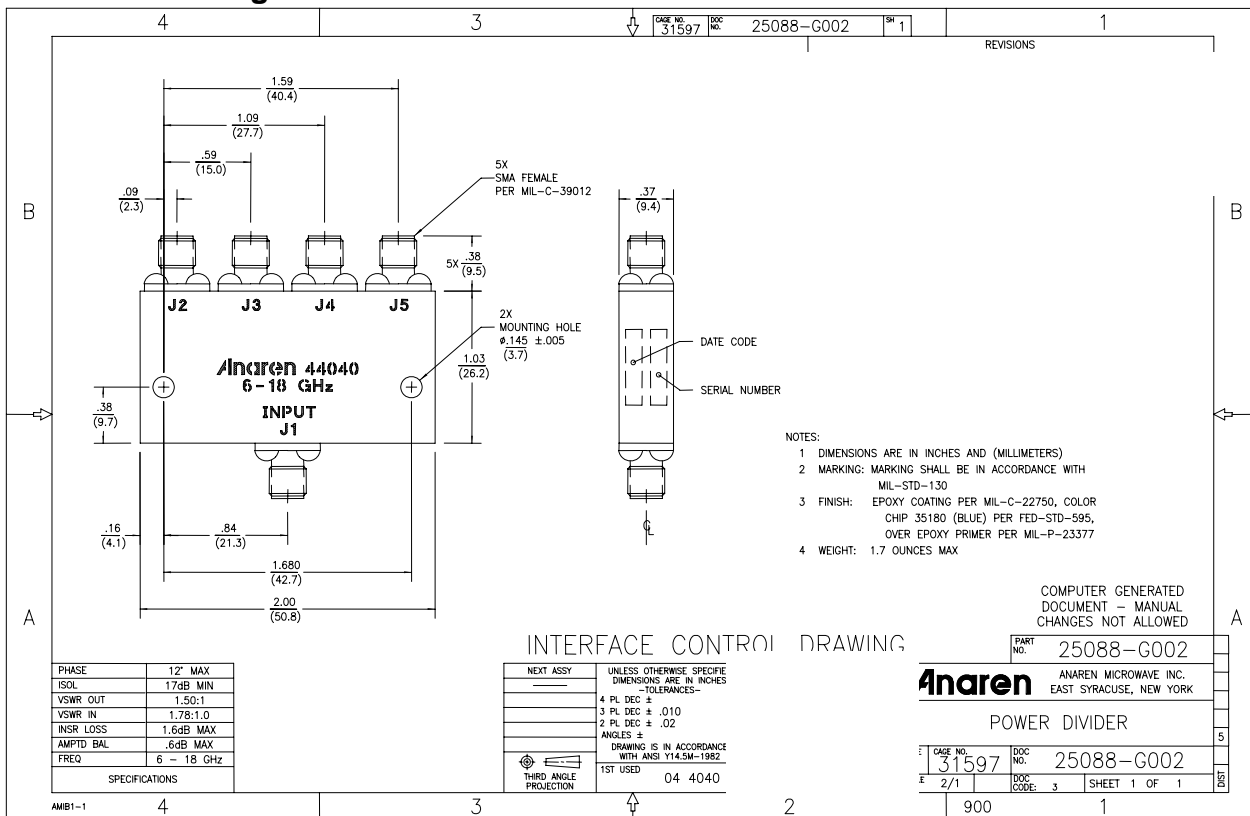 4
3
CAGE NO.
31597
DOC NO.
25088-G002
SH 1
1
REVISIONS
1.59
(40.4)
1.09
(27.7)
.59
(15.0)
.09
(2.3)
5X
SMA FEMALE
PER MIL-C-39012
.37
(9.4)
B
B
5X .38
(9.5)
J2 J3 J4 J5
2X
MOUNTING HOLE
ø.145 ±.005
(3.7)
1.03
(26.2)
DATE CODE
SERIAL NUMBER
Anaren 44040
6-18 GHz
INPUT
J1
.38
(9.7)
.16
(4.1)
.84
(21.3)
1.680
(42.7)
2.00
(50.8)
NOTES:
1 DIMENSIONS ARE IN INCHES AND (MILLIMETERS)
2 MARKING: MARKING SHALL BE IN ACCORDANCE WITH
MIL-STD-130
3 FINISH: EPOXY COATING PER MIL-C-22750, COLOR
CHIP 35180 (BLUE) PER FED-STD-595,
OVER EPOXY PRIMER PER MIL-P-23377
4 WEIGHT: 1.7 OUNCES MAX
COMPUTER GENERATED
DOCUMENT - MANUAL
CHANGES NOT ALLOWED
A
A
INTERFACE CONTROL DRAWING
PART NO.
25088-G002
Anaren
ANAREN MICROWAVE INC.
EAST SYRACUSE, NEW YORK
POWER DIVIDER
CAGE NO.
31597
DOC NO.
25088-G002
2/1
DOC CODE: 3
SHEET 1 OF 1
5
DIST
PHASE 12° MAX
ISOL 17dB MIN
VSWR OUT 1.50:1
VSWR IN 1.78:1.0
INSR LOSS 1.6dB MAX
AMPTD BAL .6dB MAX
FREQ 6 - 18 GHz
SPECIFICATIONS
NEXT ASSY
UNLESS OTHERWISE SPECIFIE
DIMENSIONS ARE IN INCHES
-TOLERANCES-
4 PL DEC ±
3 PL DEC ± .010
2 PL DEC ± .02
ANGLES ±
DRAWING IS IN ACCORDANCE
WITH ANSI Y14.5M-1982
THIRD ANGLE
PROJECTION
1ST USED
04 4040
AMIB1-1
4
3
2
900
1